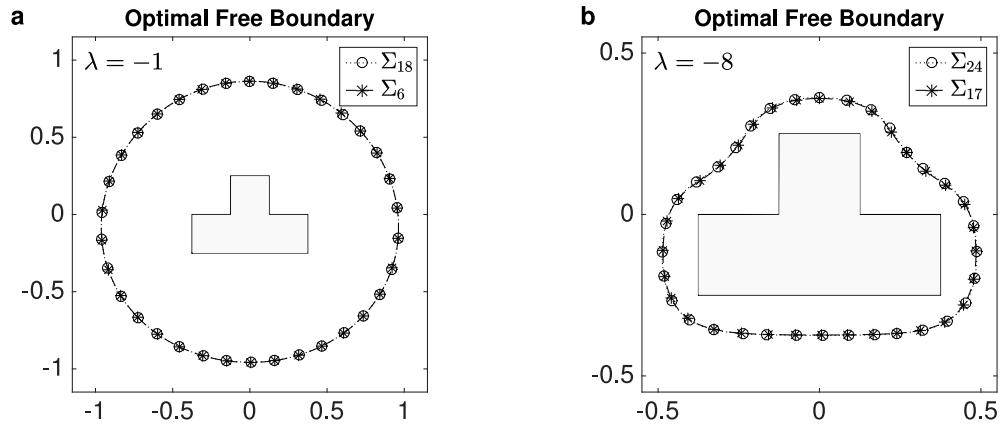 a
Optimal Free Boundary
λ = −1
Σ18
Σ6
1
0.5
0
-0.5
-1
-1 -0.5 0 0.5 1
b
Optimal Free Boundary
λ = −8
Σ24
Σ17
0.5
0
-0.5
-0.5 0 0.5